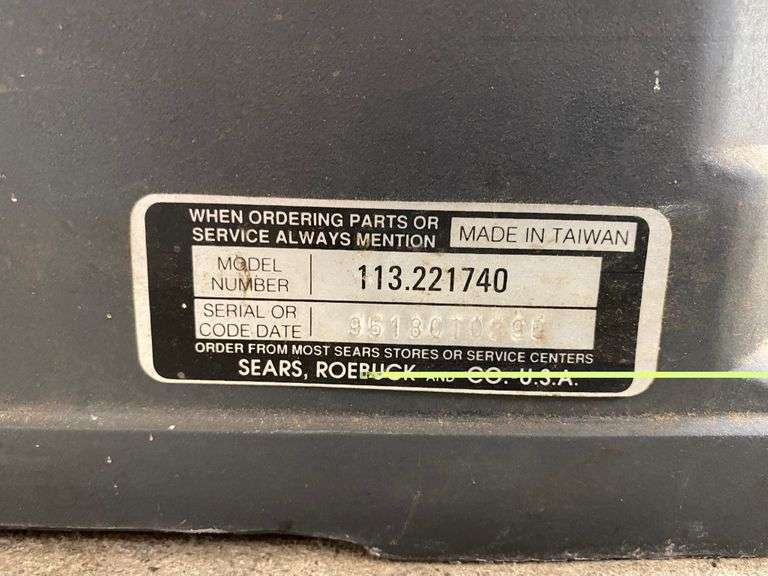 WHEN ORDERING PARTS OR
SERVICE ALWAYS MENTION
MADE IN TAIWAN
MODEL
NUMBER
113.221740
SERIAL OR
CODE DATE
ORDER FROM MOST SEARS STORES OR SERVICE CENTERS
SEARS, ROEBUCK AND CO. U.S.A.